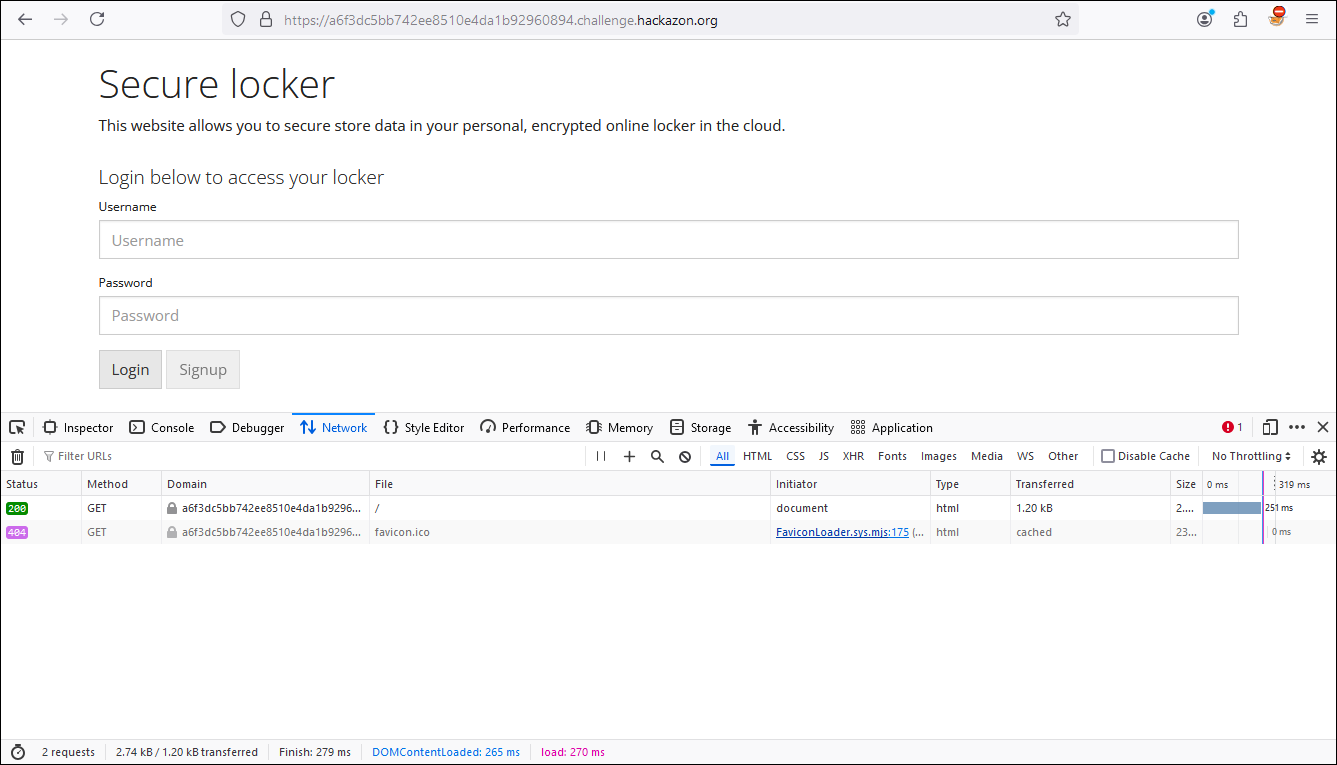 https://a6f3dc5bb742ee8510e4da1b92960894.challenge.hackazon.org
Secure locker
This website allows you to secure store data in your personal, encrypted online locker in the cloud.
Login below to access your locker
Username
Username
Password
Password
Login Signup
Inspector Console Debugger Network Style Editor Performance Memory Storage Accessibility Application 1
Filter URLs All HTML CSS JS XHR Fonts Images Media WS Other Disable Cache No Throttling
Status Method Domain File Initiator Type Transferred Size 0 ms 319 ms
200 GET a6f3dc5bb742ee8510e4da1b9296... / document html 1.20 kB 2.... 251 ms
404 GET a6f3dc5bb742ee8510e4da1b9296... favicon.ico FaviconLoader.sys.mjs:175 (... html cached 23... 0 ms
2 requests 2.74 kB / 1.20 kB transferred Finish: 279 ms DOMContentLoaded: 265 ms load: 270 ms